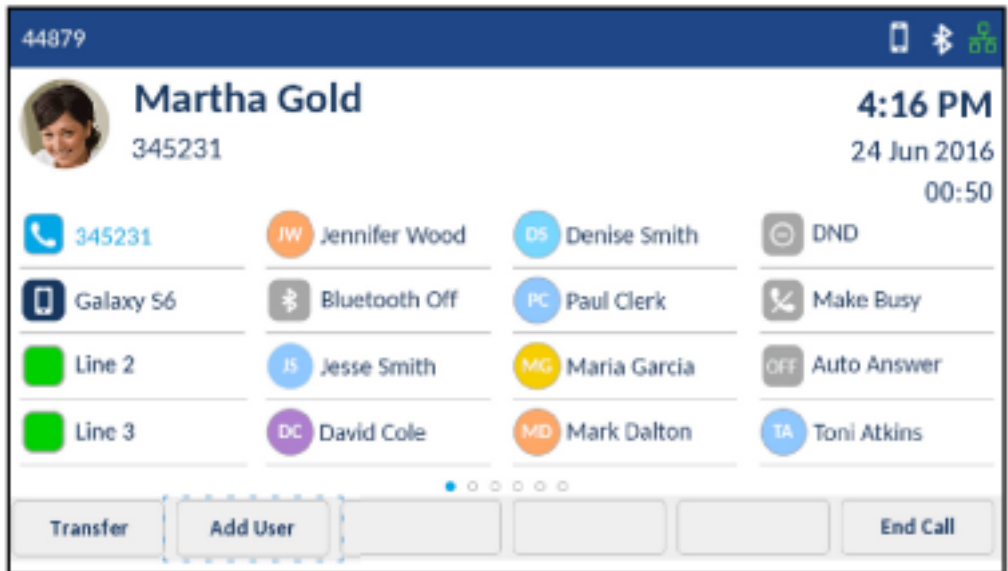 44879
Martha Gold
345231
4:16 PM
24 Jun 2016
00:50
345231
JW Jennifer Wood
DS Denise Smith
DND
Galaxy S6
Bluetooth Off
PC Paul Clerk
Make Busy
Line 2
JS Jesse Smith
MG Maria Garcia
OFF Auto Answer
Line 3
DC David Cole
MD Mark Dalton
TA Toni Atkins
Transfer
Add User
End Call